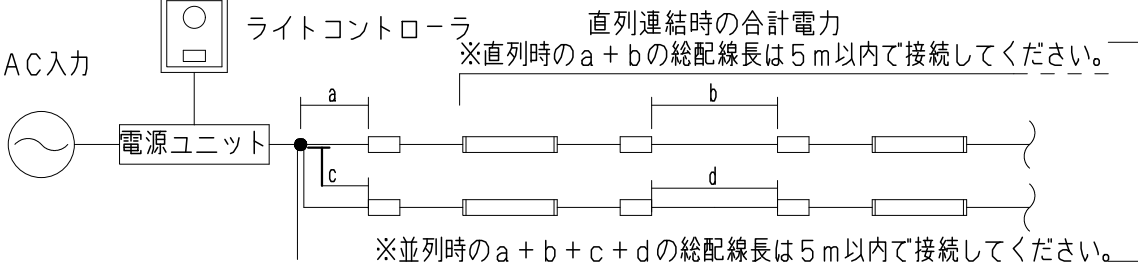 ライトコントローラ
直列連結時の合計電力
※直列時のａ＋ｂの総配線長は５ｍ以内で接続してください。
ＡＣ入力
電源ユニット
a
b
c
d
※並列時のａ＋ｂ＋ｃ＋ｄの総配線長は５ｍ以内で接続してください。